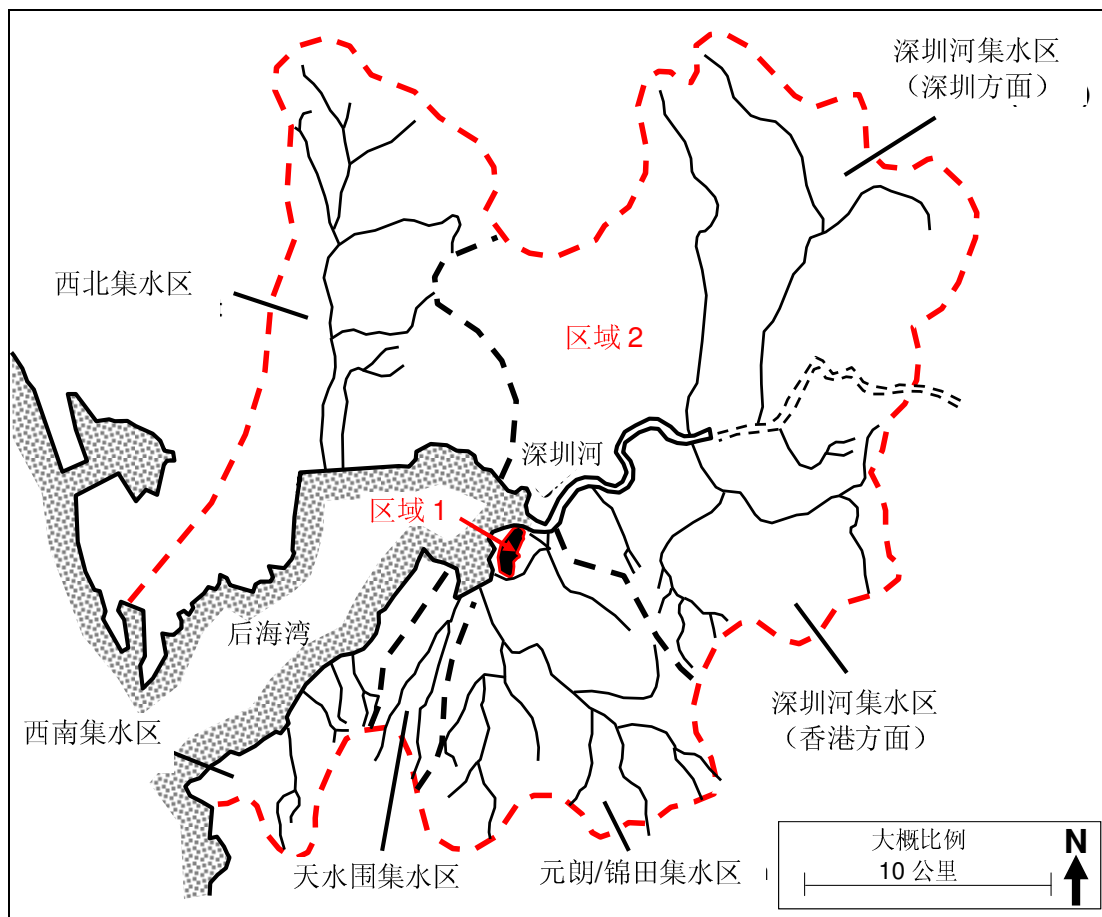 深圳河集水区
（深圳方面）
西北集水区
区域 2
深圳河
区域 1
后海湾
西南集水区
深圳河集水区
（香港方面）
天水围集水区
元朗/锦田集水区
大概比例
10 公里
N